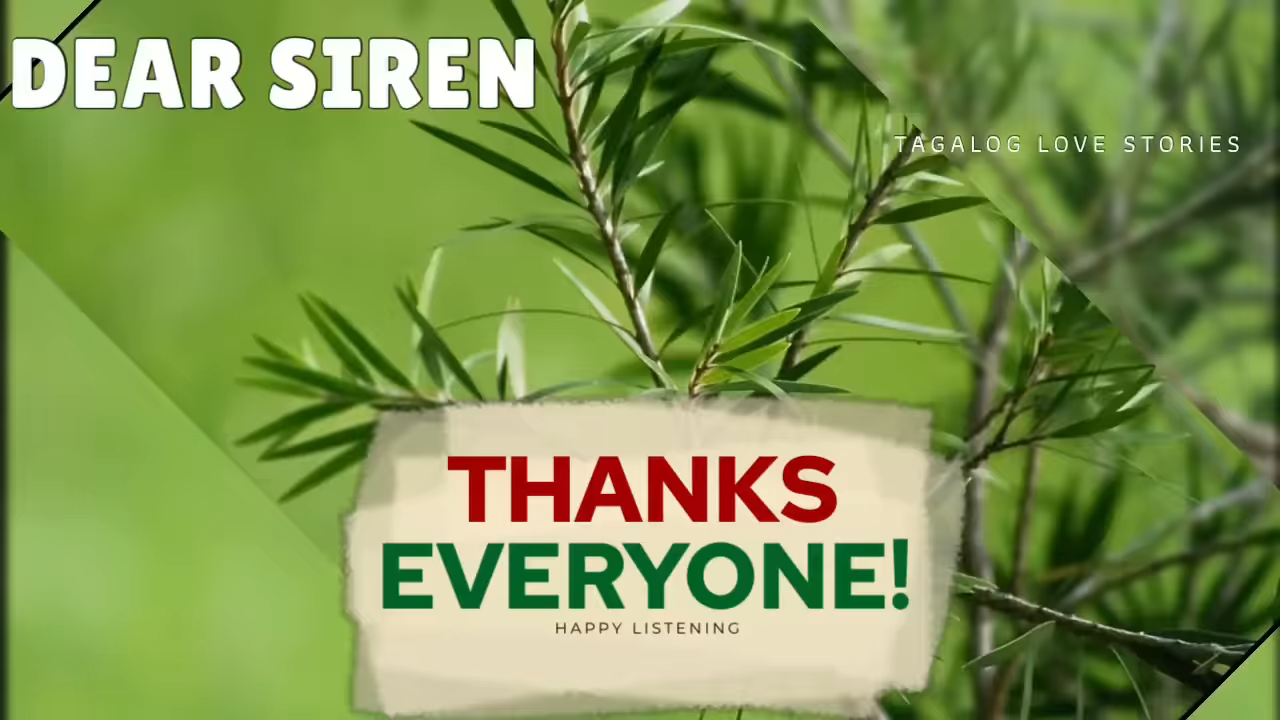 DEAR SIREN
TAGALOG LOVE STORIES
THANKS
EVERYONE!
HAPPY LISTENING